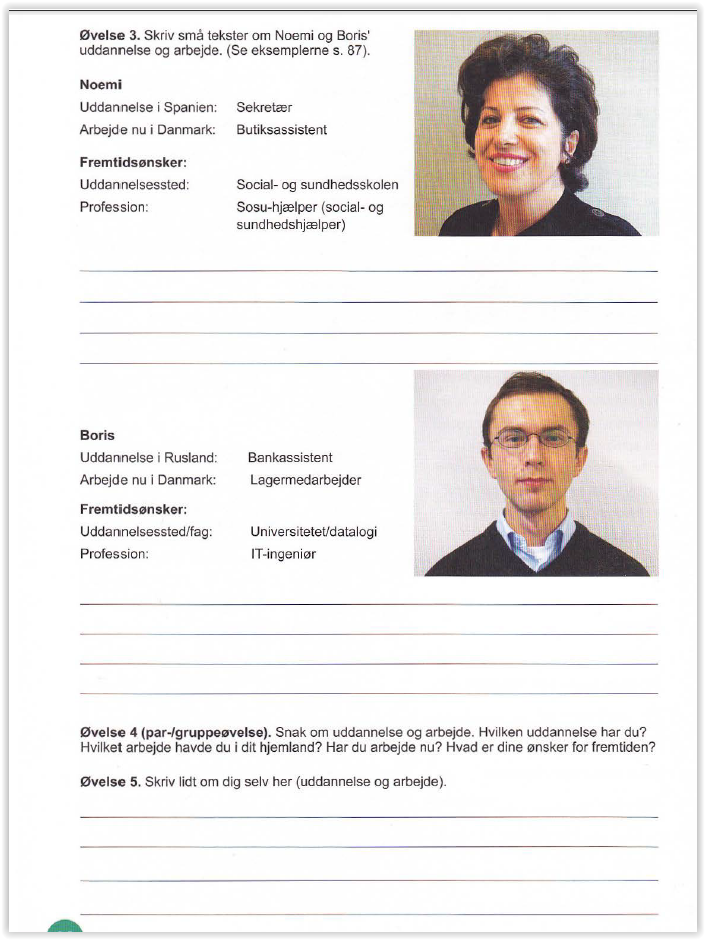 Øvelse 3. Skriv små tekster om Noemi og Boris'
uddannelse og arbejde. (Se eksemplerne s. 87).
Noemi
Uddannelse i Spanien: Sekretær
Arbejde nu i Danmark: Butiksassistent
Fremtidsønsker:
Uddannelsessted: Social- og sundhedsskolen
Profession: Sosu-hjælper (social- og
sundhedshjælper)
Boris
Uddannelse i Rusland: Bankassistent
Arbejde nu i Danmark: Lagermedarbejder
Fremtidsønsker:
Uddannelsessted/fag: Universitetet/datalogi
Profession: IT-ingeniør
Øvelse 4 (par-/gruppeøvelse). Snak om uddannelse og arbejde. Hvilken uddannelse har du?
Hvilket arbejde havde du i dit hjemland? Har du arbejde nu? Hvad er dine ønsker for fremtiden?
Øvelse 5. Skriv lidt om dig selv her (uddannelse og arbejde).